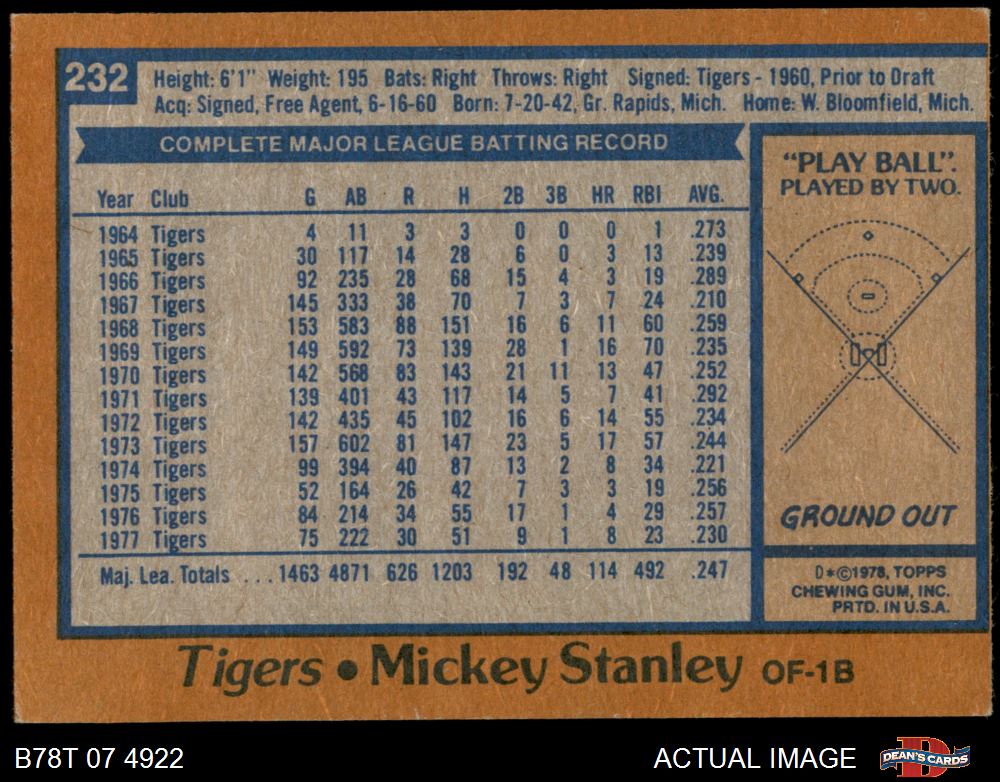 232
Height: 6'1" Weight: 195 Bats: Right Throws: Right Signed: Tigers - 1960, Prior to Draft
Acq: Signed, Free Agent, 6-16-60 Born: 7-20-42, Gr. Rapids, Mich. Home: W. Bloomfield, Mich.
COMPLETE MAJOR LEAGUE BATTING RECORD
Year Club G AB R H 2B 3B HR RBI AVG.
1964 Tigers 4 11 3 3 0 0 0 1 .273
1965 Tigers 30 117 14 28 6 0 3 13 .239
1966 Tigers 92 235 28 68 15 4 3 19 .289
1967 Tigers 145 333 38 70 7 3 7 24 .210
1968 Tigers 153 583 88 151 16 6 11 60 .259
1969 Tigers 149 592 73 139 28 1 16 70 .235
1970 Tigers 142 568 83 143 21 11 13 47 .252
1971 Tigers 139 401 43 117 14 5 7 41 .292
1972 Tigers 142 435 45 102 16 6 14 55 .234
1973 Tigers 157 602 81 147 23 5 17 57 .244
1974 Tigers 99 394 40 87 13 2 8 34 .221
1975 Tigers 52 164 26 42 7 3 3 19 .256
1976 Tigers 84 214 34 55 17 1 4 29 .257
1977 Tigers 75 222 30 51 9 1 8 23 .230
Maj. Lea. Totals ... 1463 4871 626 1203 192 48 114 492 .247
"PLAY BALL".
PLAYED BY TWO.
GROUND OUT
D*©1978, TOPPS
CHEWING GUM, INC.
PRTD. IN U.S.A.
Tigers • Mickey Stanley OF-1B
B78T 07 4922
ACTUAL IMAGE
DEAN'S CARDS